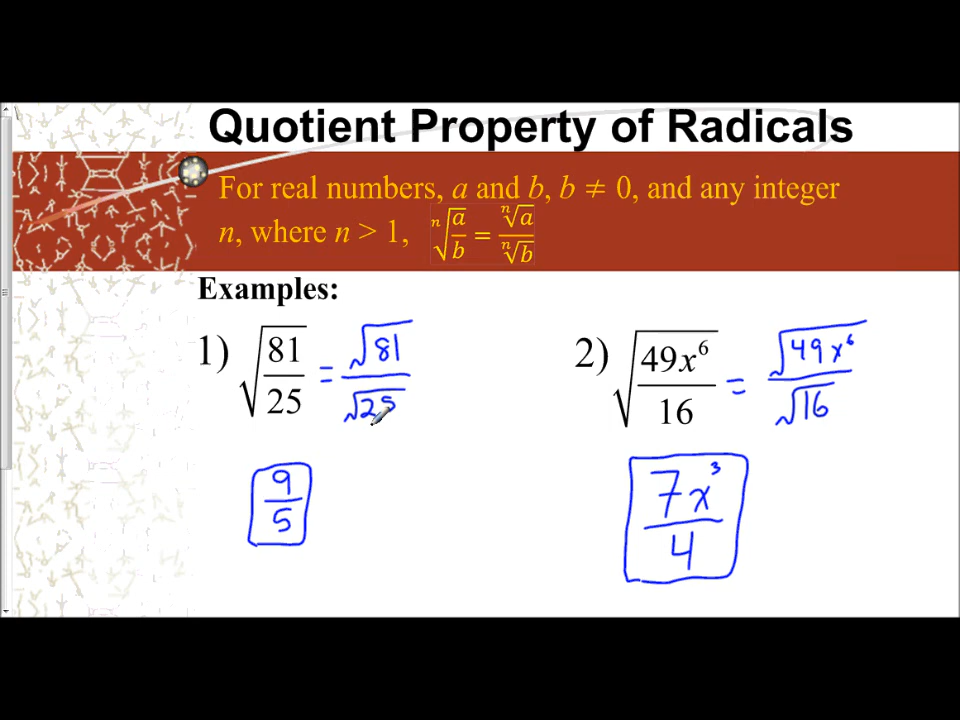 Quotient Property of Radicals
For real numbers, a and b, b ≠ 0, and any integer
n, where n > 1, ⁿ√(a/b) = ⁿ√a / ⁿ√b
Examples:
1) √(81/25) = √81 / √25
2) √(49x⁶/16) = √49x⁶ / √16
9/5
7x³/4